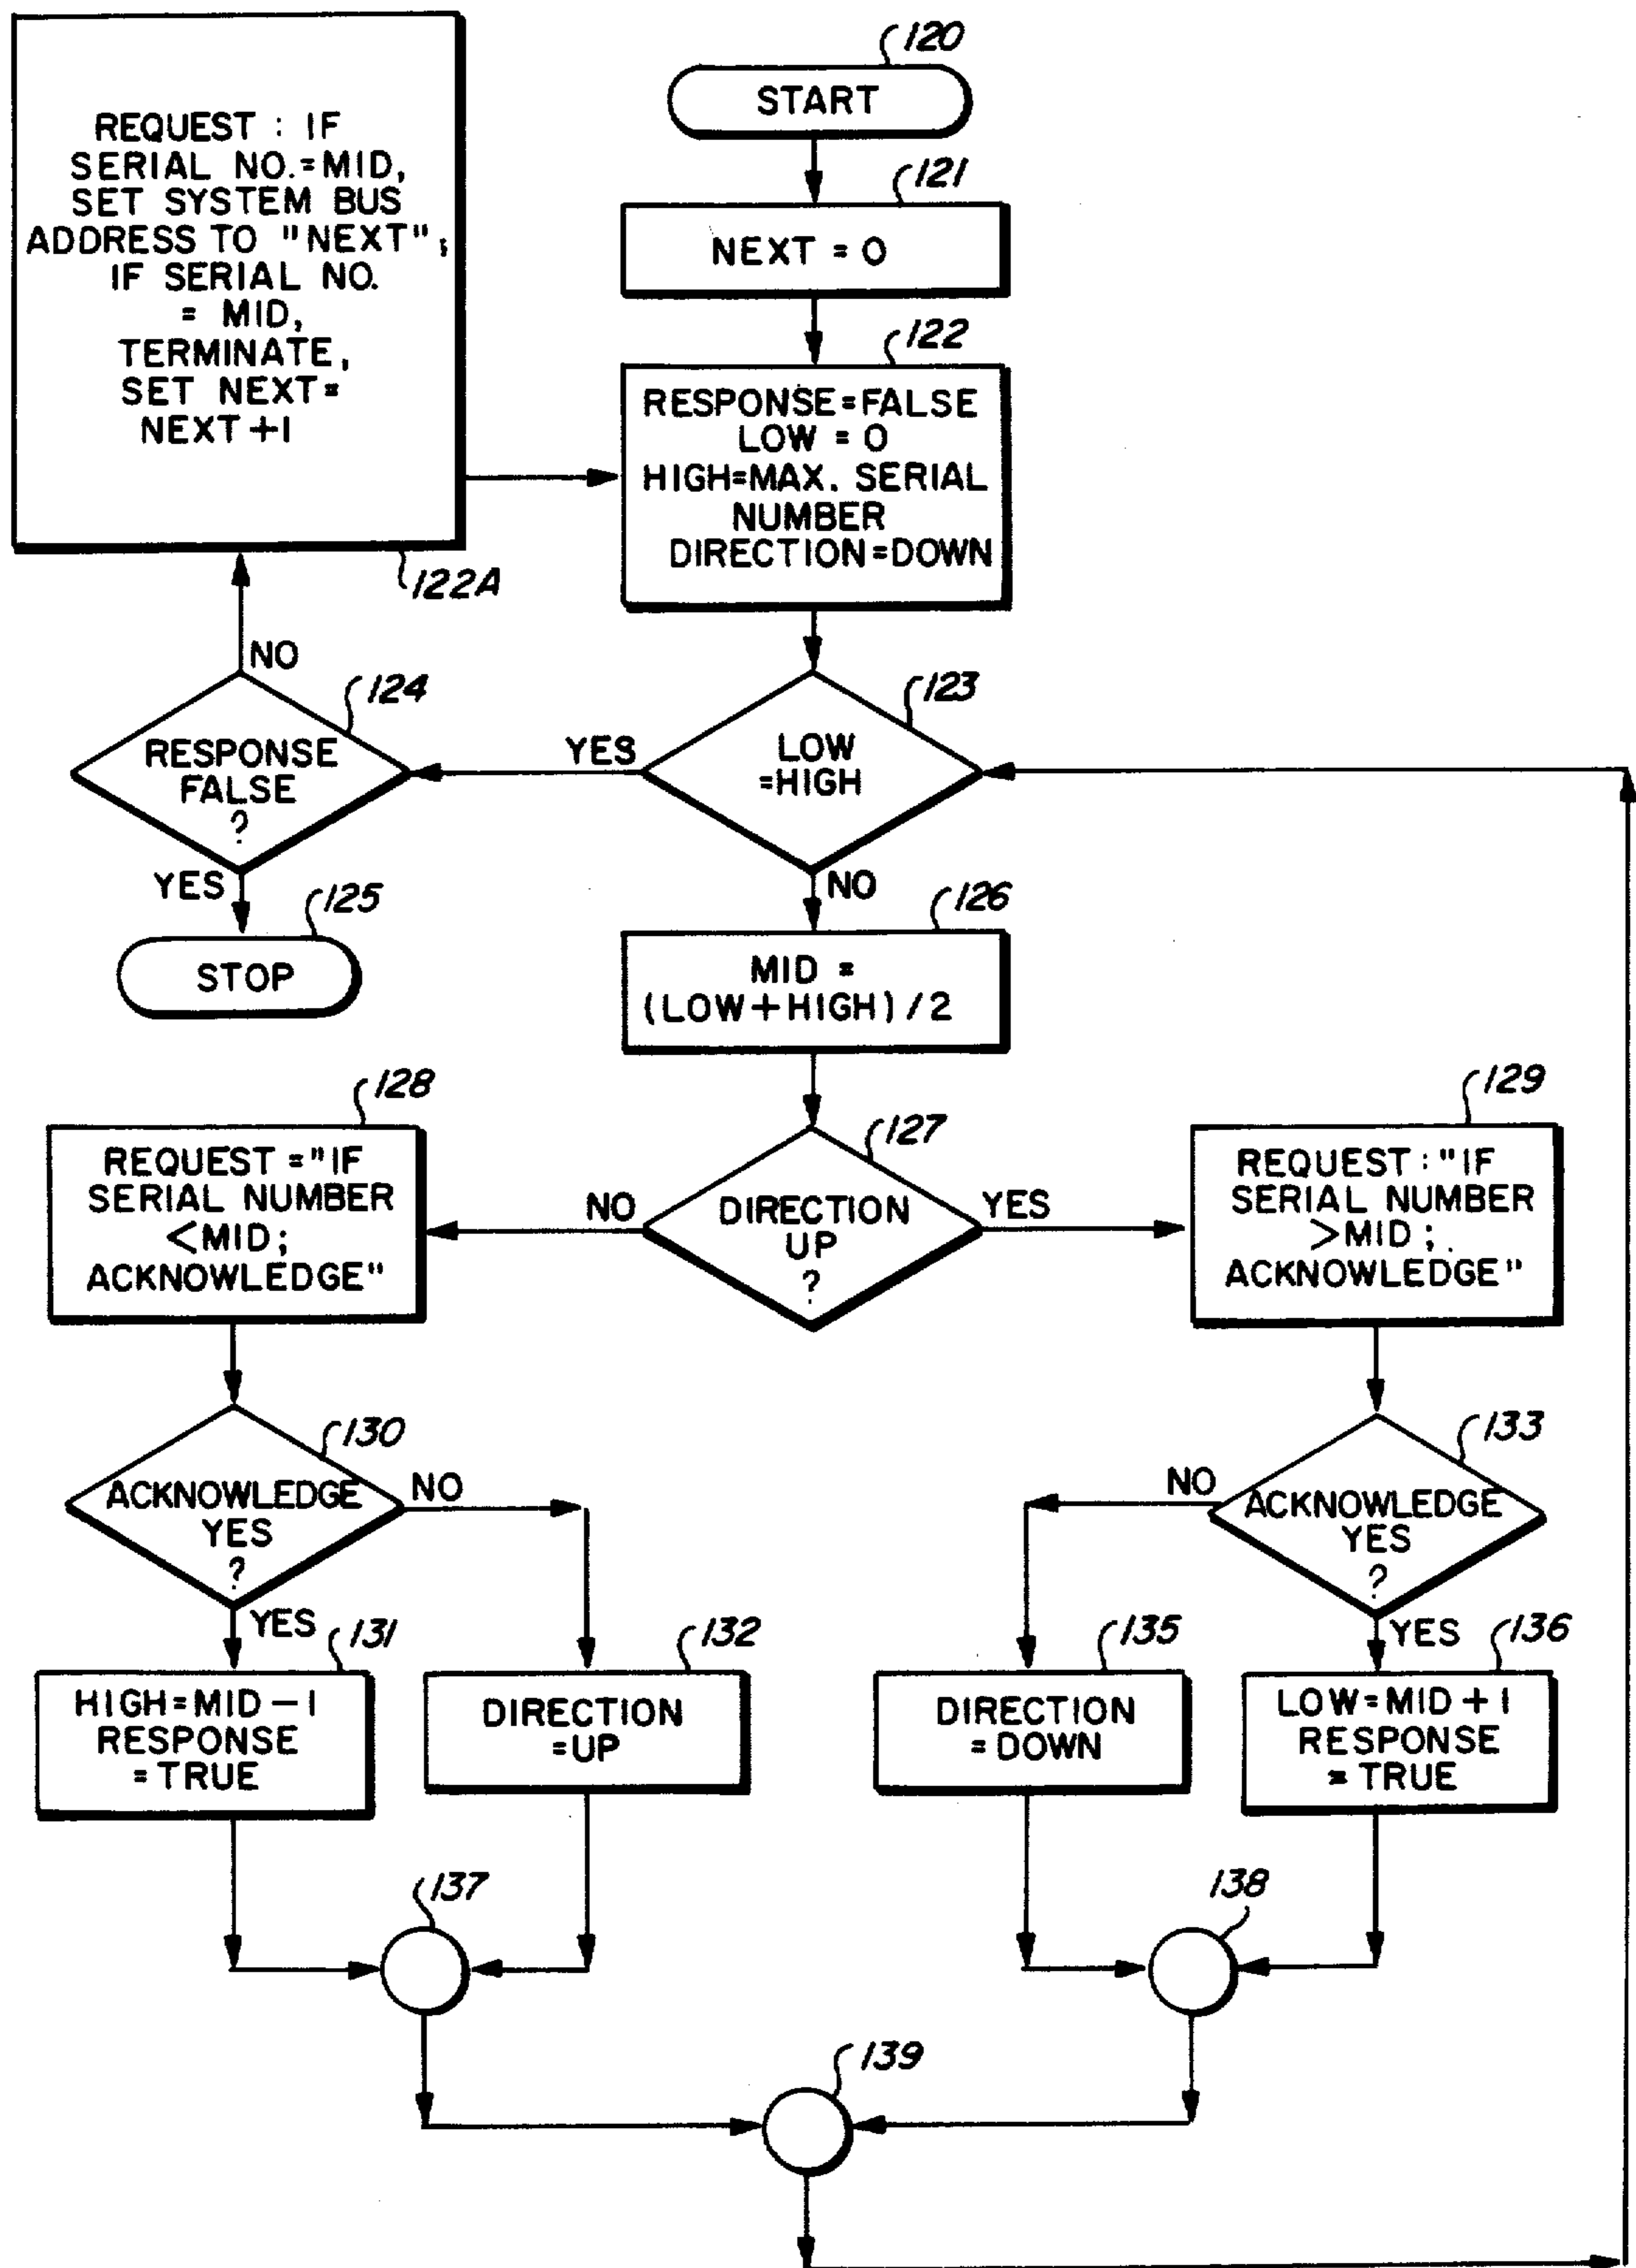 120
START
121
NEXT = 0
REQUEST : IF
SERIAL NO.=MID,
SET SYSTEM BUS
ADDRESS TO "NEXT";
IF SERIAL NO.
= MID,
TERMINATE,
SET NEXT=
NEXT+1
122A
122
RESPONSE=FALSE
LOW = 0
HIGH=MAX. SERIAL
NUMBER
DIRECTION=DOWN
NO
124
RESPONSE
FALSE
?
YES
123
LOW
=HIGH
YES
125
STOP
NO
126
MID =
(LOW+HIGH)/2
128
REQUEST ="IF
SERIAL NUMBER
<MID;
ACKNOWLEDGE"
NO
127
DIRECTION
UP
?
YES
129
REQUEST:"IF
SERIAL NUMBER
>MID;
ACKNOWLEDGE"
130
ACKNOWLEDGE
YES
?
NO
NO
133
ACKNOWLEDGE
YES
?
YES
131
HIGH=MID-1
RESPONSE
=TRUE
132
DIRECTION
=UP
135
DIRECTION
=DOWN
YES
136
LOW=MID+1
RESPONSE
=TRUE
137
138
139